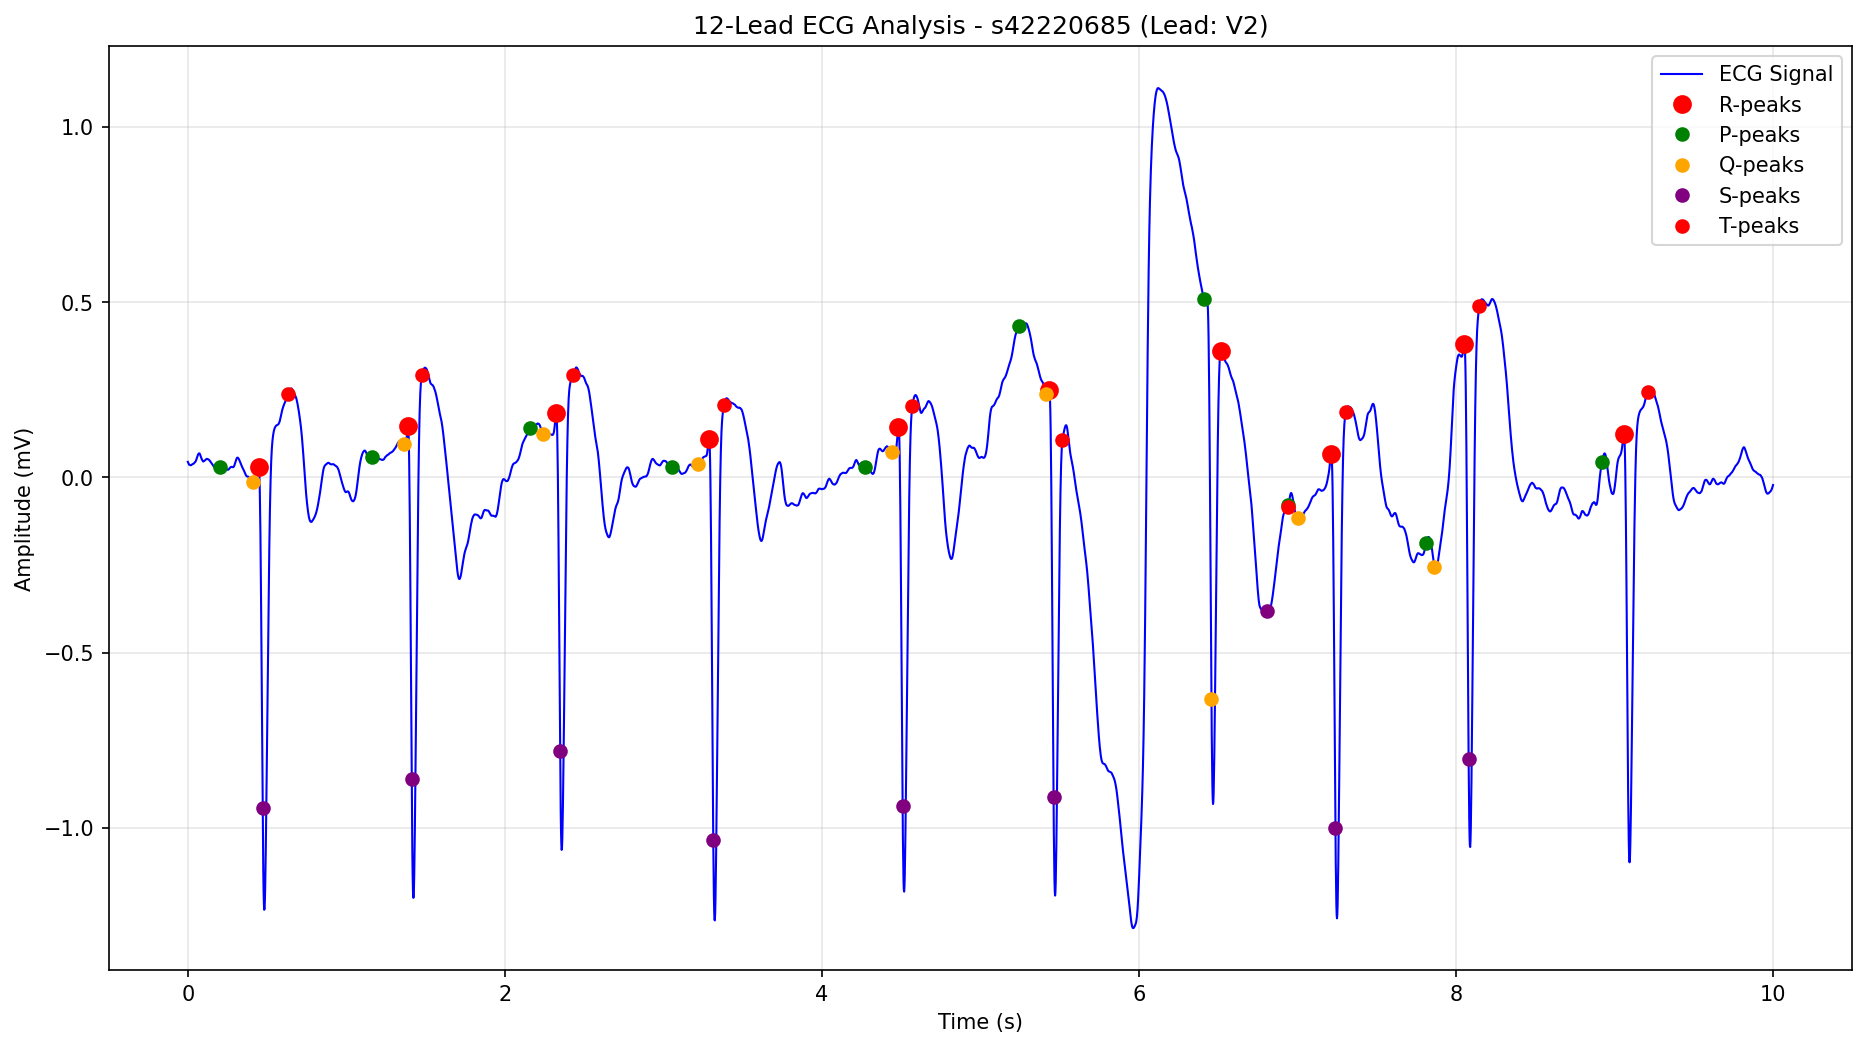 12-Lead ECG Analysis - s42220685 (Lead: V2)
ECG Signal
R-peaks
P-peaks
Q-peaks
S-peaks
T-peaks
Amplitude (mV)
1.0
0.5
0.0
−0.5
−1.0
0 2 4 6 8 10
Time (s)